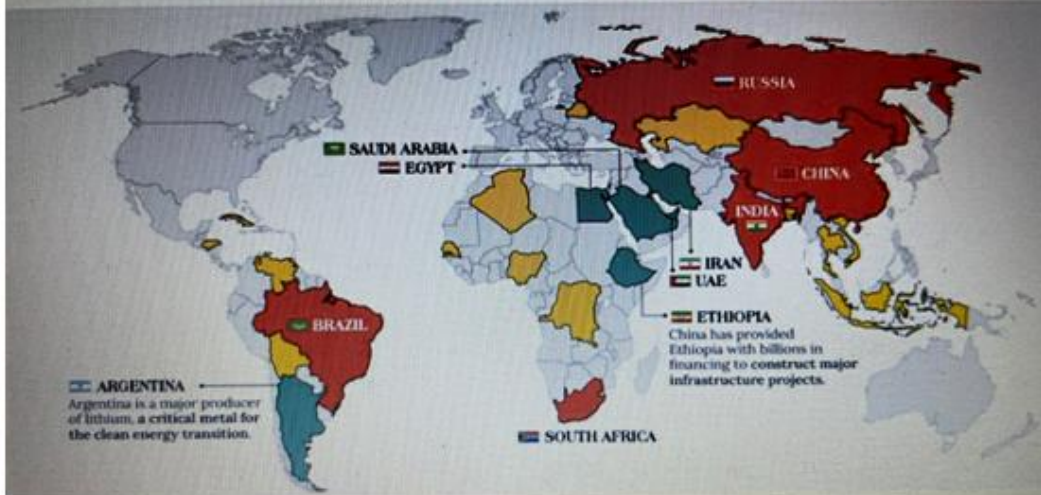 RUSSIA
SAUDI ARABIA
EGYPT
CHINA
INDIA
IRAN
UAE
BRAZIL
ETHIOPIA
China has provided
Ethiopia with billions in
financing to construct major
infrastructure projects.
ARGENTINA
Argentina is a major producer
of lithium, a critical metal for
the clean energy transition.
SOUTH AFRICA